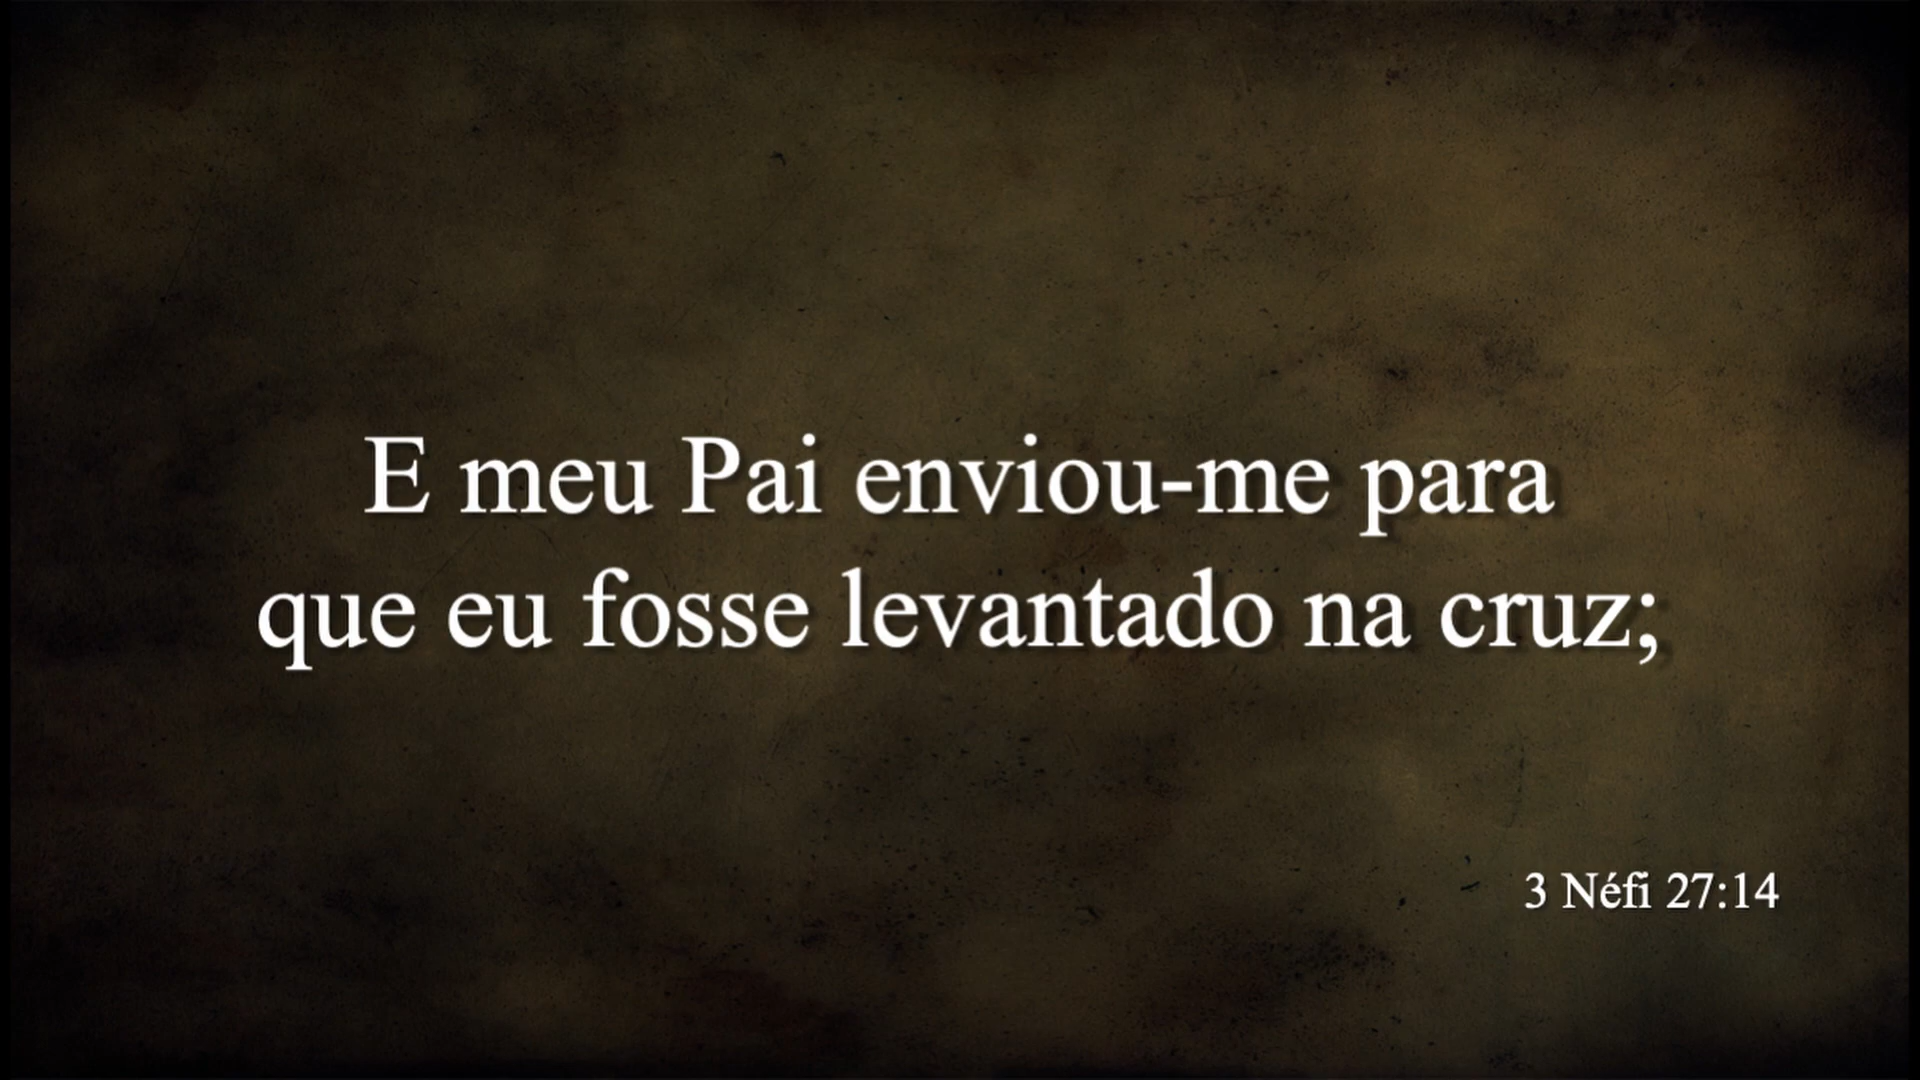 E meu Pai enviou-me para
que eu fosse levantado na cruz;
3 Néfi 27:14